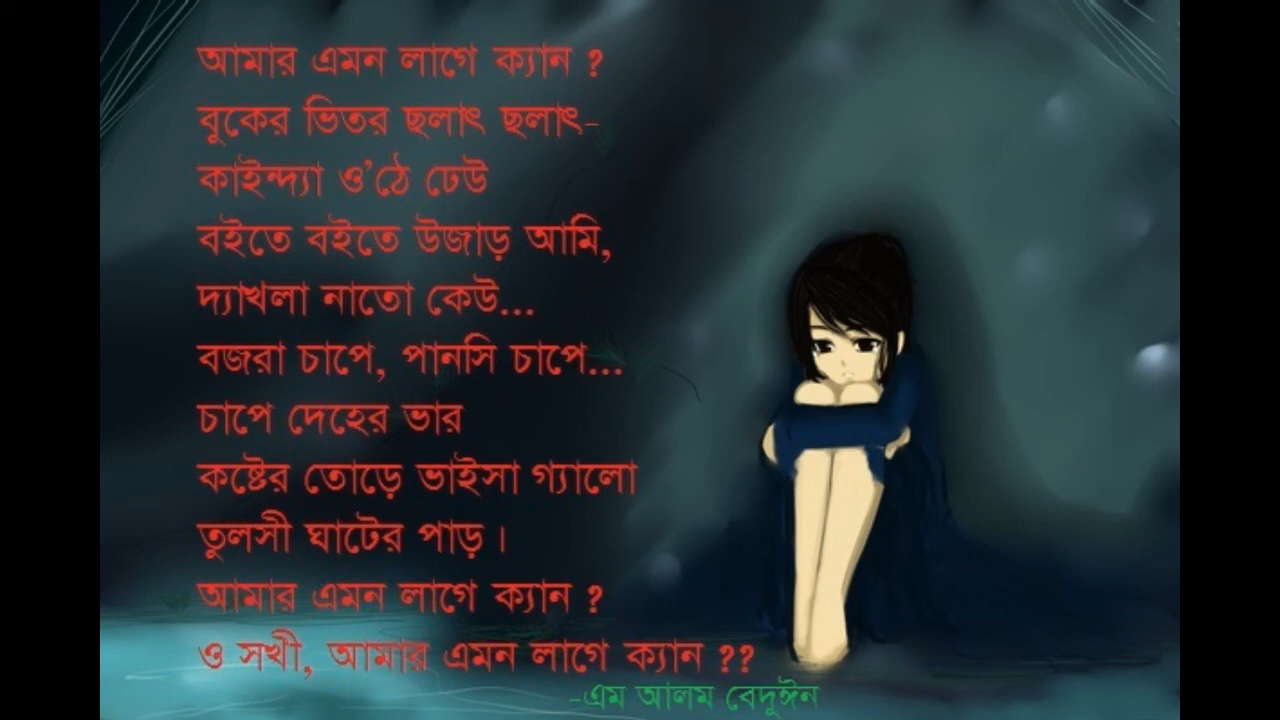 আমার এমন লাগে ক্যান ?
বুকের ভিতর ছলাৎ ছলাৎ-
কাইন্দ্যা ও'ঠে ঢেউ
বইতে বইতে উজাড় আমি,
দ্যাখলা নাতো কেউ...
বজরা চাপে, পানসি চাপে...
চাপে দেহের ভার
কষ্টের তোড়ে ভাইসা গ্যালো
তুলসী ঘাটের পাড়।
আমার এমন লাগে ক্যান ?
ও সখী, আমার এমন লাগে ক্যান ??
-এম আলম বেদূঈন